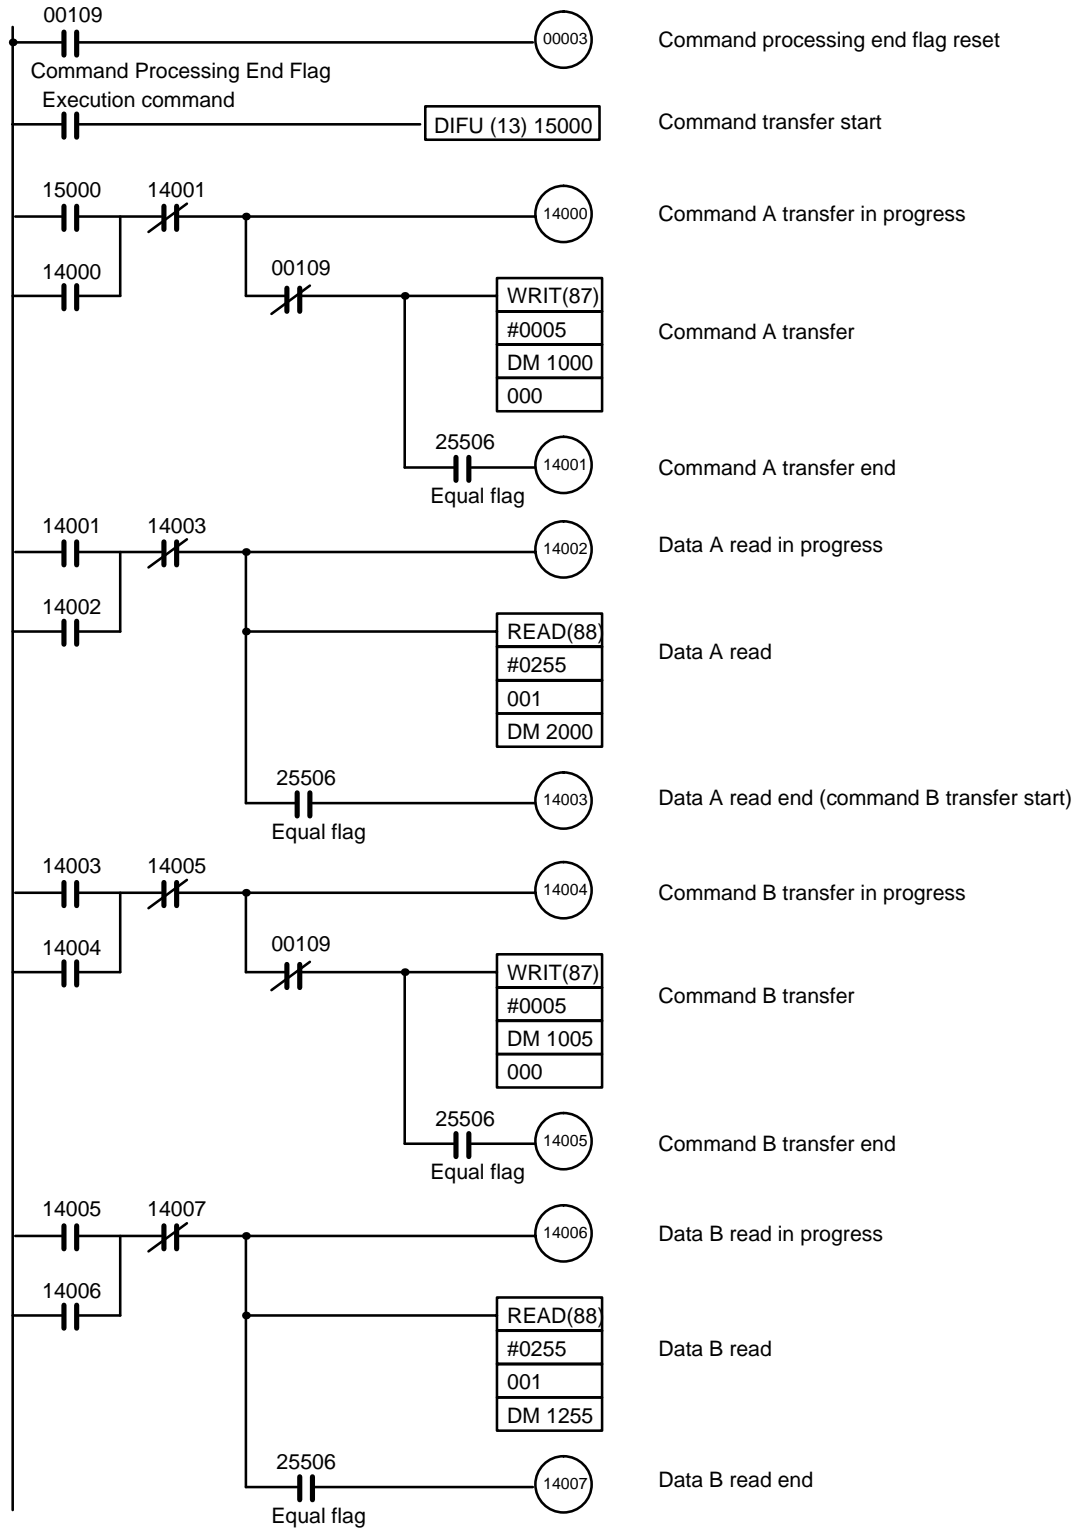 00109
00003
Command processing end flag reset
Command Processing End Flag
Execution command
DIFU (13) 15000
Command transfer start
15000 14001
14000
Command A transfer in progress
14000
00109
WRIT(87)
#0005
DM 1000
000
Command A transfer
25506
14001
Command A transfer end
Equal flag
14001 14003
14002
Data A read in progress
14002
READ(88)
#0255
001
DM 2000
Data A read
25506
14003
Data A read end (command B transfer start)
Equal flag
14003 14005
14004
Command B transfer in progress
14004
00109
WRIT(87)
#0005
DM 1005
000
Command B transfer
25506
14005
Command B transfer end
Equal flag
14005 14007
14006
Data B read in progress
14006
READ(88)
#0255
001
DM 1255
Data B read
25506
14007
Data B read end
Equal flag